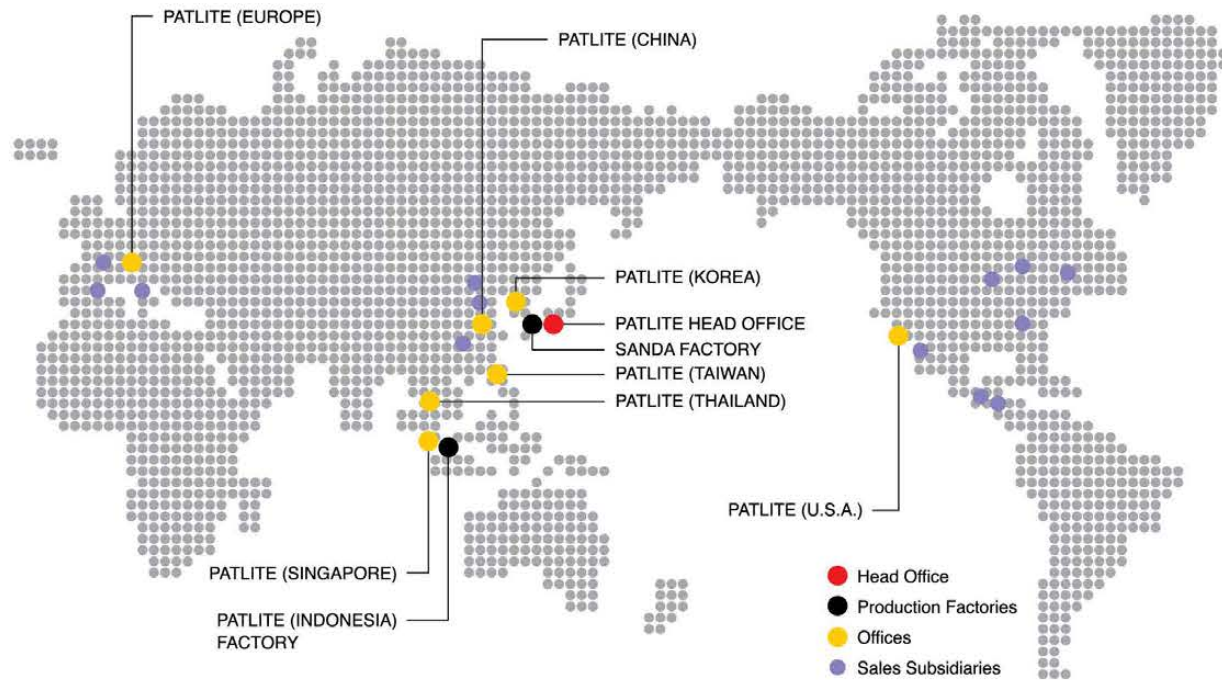 PATLITE (EUROPE)
PATLITE (CHINA)
PATLITE (KOREA)
PATLITE HEAD OFFICE
SANDA FACTORY
PATLITE (TAIWAN)
PATLITE (THAILAND)
PATLITE (U.S.A.)
PATLITE (SINGAPORE)
PATLITE (INDONESIA)
FACTORY
Head Office
Production Factories
Offices
Sales Subsidiaries